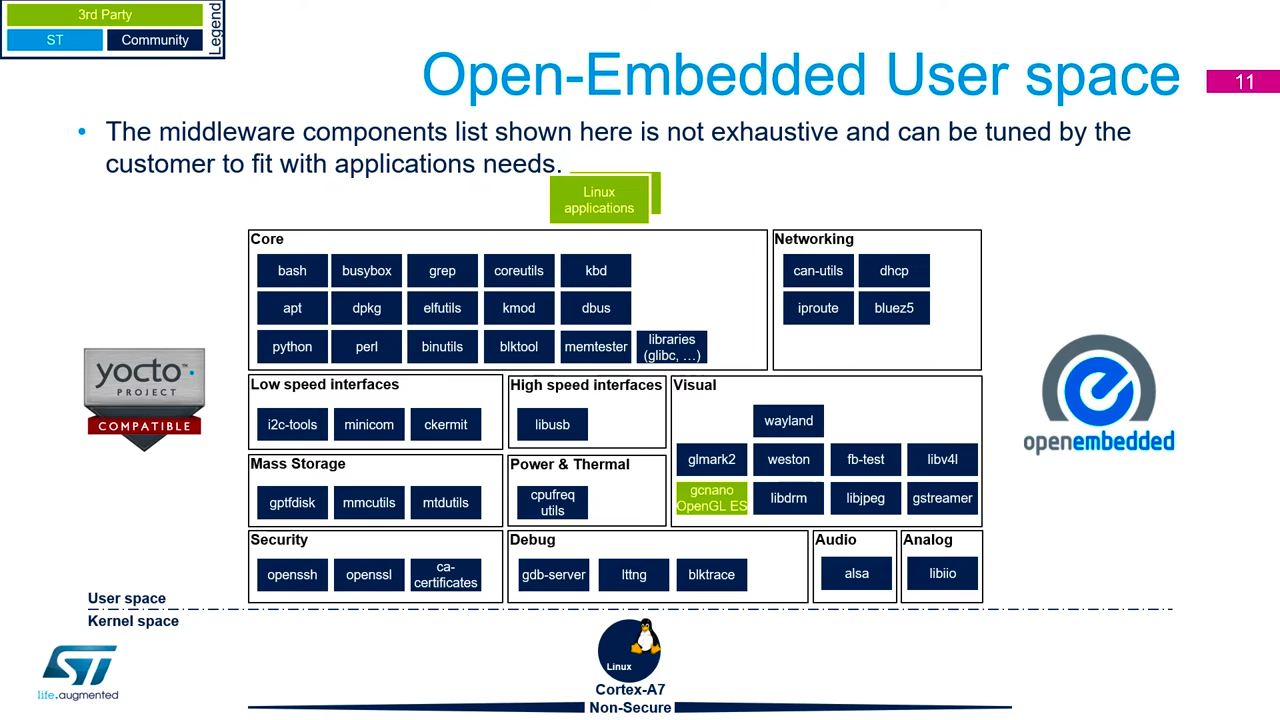 3rd Party
ST
Community
Legend
Open-Embedded User space
11
• The middleware components list shown here is not exhaustive and can be tuned by the
customer to fit with applications needs.
Linux
applications
Core
bash busybox grep coreutils kbd
apt dpkg elfutils kmod dbus
python perl binutils blktool memtester libraries
(glibc, …)
Networking
can-utils dhcp
iproute bluez5
yocto™
PROJECT
COMPATIBLE
Low speed interfaces
i2c-tools minicom ckermit
High speed interfaces
libusb
Visual
wayland
glmark2 weston fb-test libv4l
gcnano
OpenGL ES
libdrm libjpeg gstreamer
openembedded
Mass Storage
gptfdisk mmcutils mtdutils
Power & Thermal
cpufreq
utils
Security
openssh openssl ca-
certificates
Debug
gdb-server lttng blktrace
Audio
alsa
Analog
libiio
User space
Kernel space
Linux
Cortex-A7
Non-Secure
ST
life.augmented